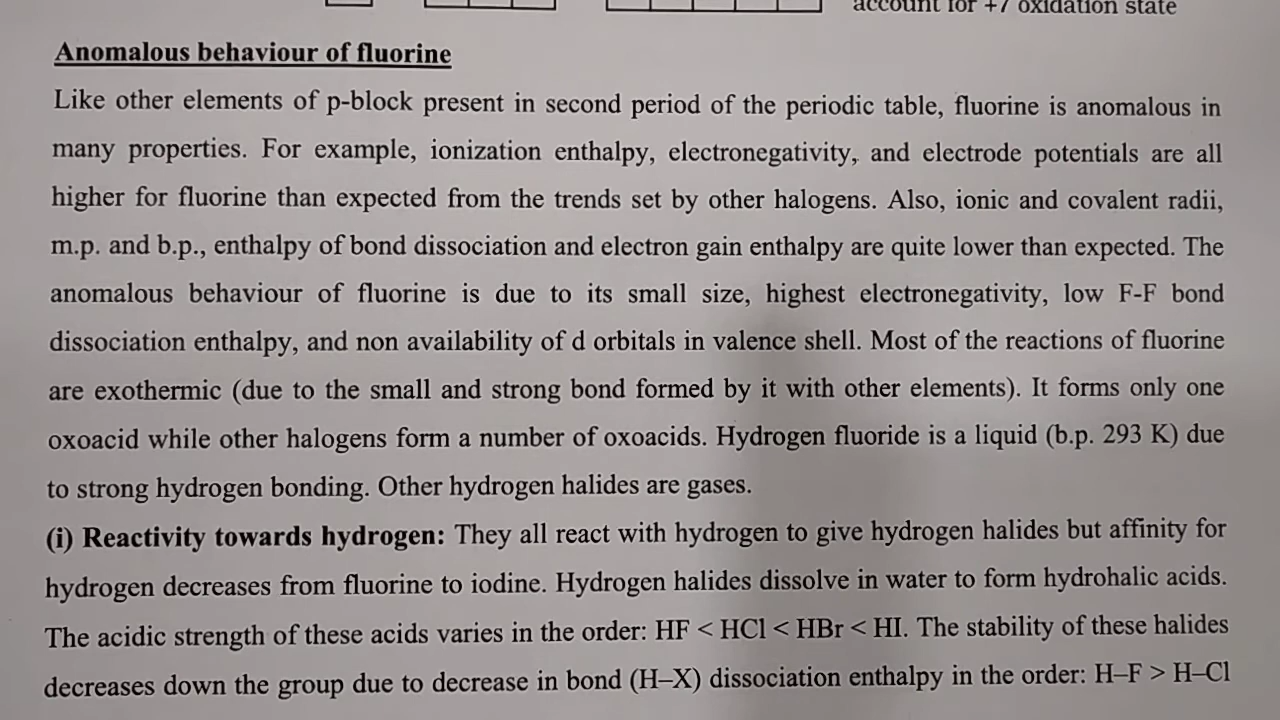 account for +7 oxidation state
Anomalous behaviour of fluorine
Like other elements of p-block present in second period of the periodic table, fluorine is anomalous in
many properties. For example, ionization enthalpy, electronegativity, and electrode potentials are all
higher for fluorine than expected from the trends set by other halogens. Also, ionic and covalent radii,
m.p. and b.p., enthalpy of bond dissociation and electron gain enthalpy are quite lower than expected. The
anomalous behaviour of fluorine is due to its small size, highest electronegativity, low F-F bond
dissociation enthalpy, and non availability of d orbitals in valence shell. Most of the reactions of fluorine
are exothermic (due to the small and strong bond formed by it with other elements). It forms only one
oxoacid while other halogens form a number of oxoacids. Hydrogen fluoride is a liquid (b.p. 293 K) due
to strong hydrogen bonding. Other hydrogen halides are gases.
(i) Reactivity towards hydrogen: They all react with hydrogen to give hydrogen halides but affinity for
hydrogen decreases from fluorine to iodine. Hydrogen halides dissolve in water to form hydrohalic acids.
The acidic strength of these acids varies in the order: HF < HCl < HBr < HI. The stability of these halides
decreases down the group due to decrease in bond (H–X) dissociation enthalpy in the order: H–F > H–Cl